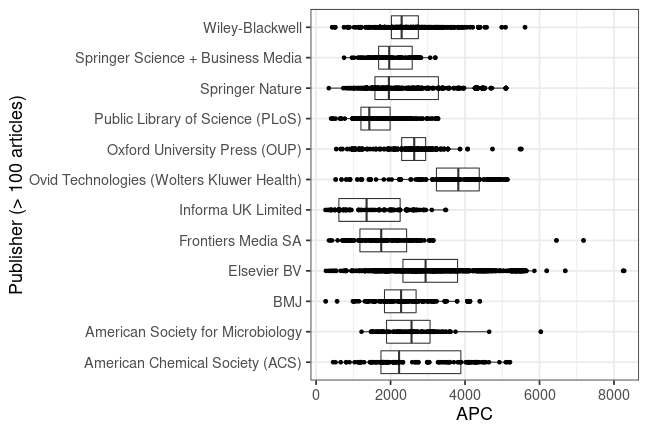 Publisher (> 100 articles)
Wiley-Blackwell
Springer Science + Business Media
Springer Nature
Public Library of Science (PLoS)
Oxford University Press (OUP)
Ovid Technologies (Wolters Kluwer Health)
Informa UK Limited
Frontiers Media SA
Elsevier BV
BMJ
American Society for Microbiology
American Chemical Society (ACS)
0 2000 4000 6000 8000
APC